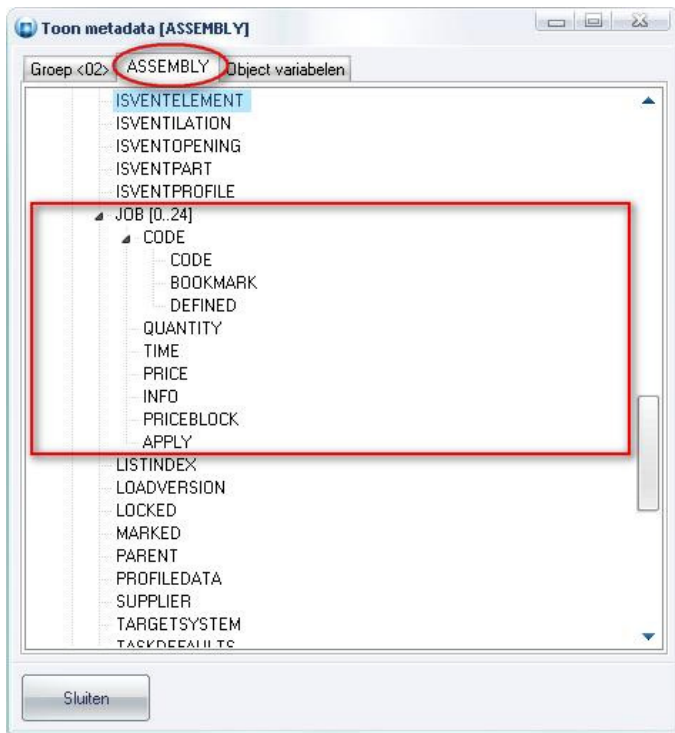 Toon metadata [ASSEMBLY]
Groep <02> ASSEMBLY Object variabelen
ISVENTELEMENT
ISVENTILATION
ISVENTOPENING
ISVENTPART
ISVENTPROFILE
JOB [0..24]
CODE
CODE
BOOKMARK
DEFINED
QUANTITY
TIME
PRICE
INFO
PRICEBLOCK
APPLY
LISTINDEX
LOADVERSION
LOCKED
MARKED
PARENT
PROFILEDATA
SUPPLIER
TARGETSYSTEM
TASKDEFAULTS
Sluiten